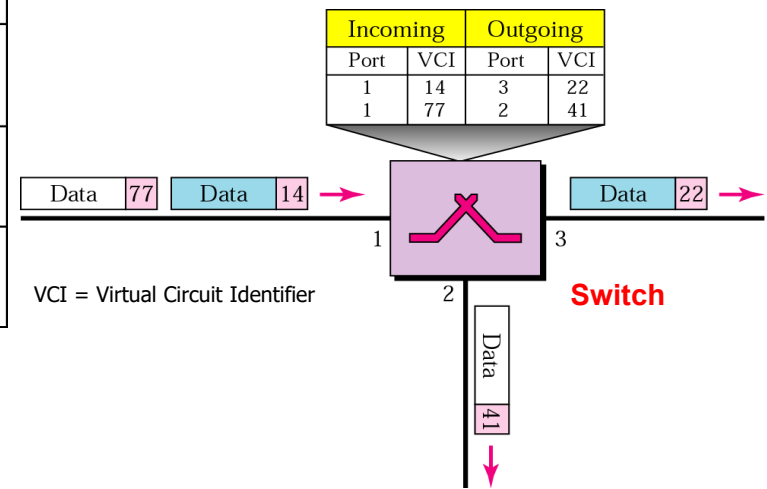 Incoming Outgoing
Port VCI Port VCI
1 14 3 22
1 77 2 41
Data 77 Data 14 Data 22
1 3
VCI = Virtual Circuit Identifier 2 Switch
Data 41